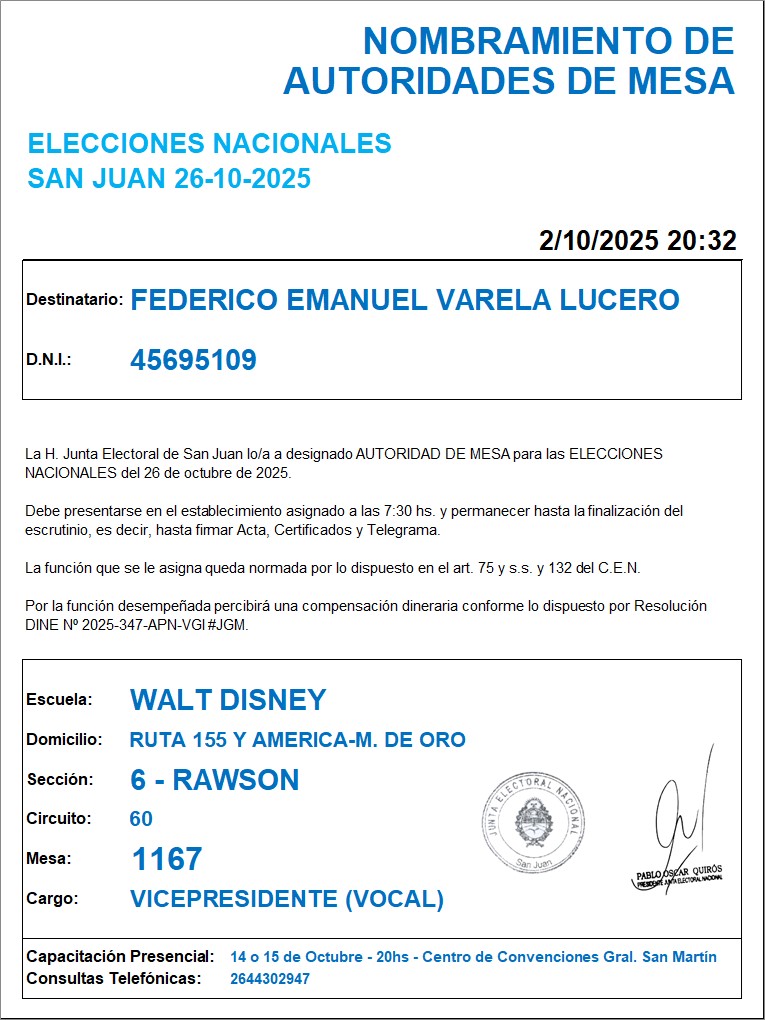 NOMBRAMIENTO DE
AUTORIDADES DE MESA
ELECCIONES NACIONALES
SAN JUAN 26-10-2025
2/10/2025 20:32
Destinatario: FEDERICO EMANUEL VARELA LUCERO
D.N.I.: 45695109
La H. Junta Electoral de San Juan lo/a a designado AUTORIDAD DE MESA para las ELECCIONES
NACIONALES del 26 de octubre de 2025.
Debe presentarse en el establecimiento asignado a las 7:30 hs. y permanecer hasta la finalización del
escrutinio, es decir, hasta firmar Acta, Certificados y Telegrama.
La función que se le asigna queda normada por lo dispuesto en el art. 75 y s.s. y 132 del C.E.N.
Por la función desempeñada percibirá una compensación dineraria conforme lo dispuesto por Resolución
DINE Nº 2025-347-APN-VGI#JGM.
Escuela: WALT DISNEY
Domicilio: RUTA 155 Y AMERICA-M. DE ORO
Sección: 6 - RAWSON
Circuito: 60
Mesa: 1167
Cargo: VICEPRESIDENTE (VOCAL)
JUNTA ELECTORAL NACIONAL
San Juan
PABLO OSCAR QUIRÓS
PRESIDENTE JUNTA ELECTORAL NACIONAL
Capacitación Presencial: 14 o 15 de Octubre - 20hs - Centro de Convenciones Gral. San Martín
Consultas Telefónicas: 2644302947